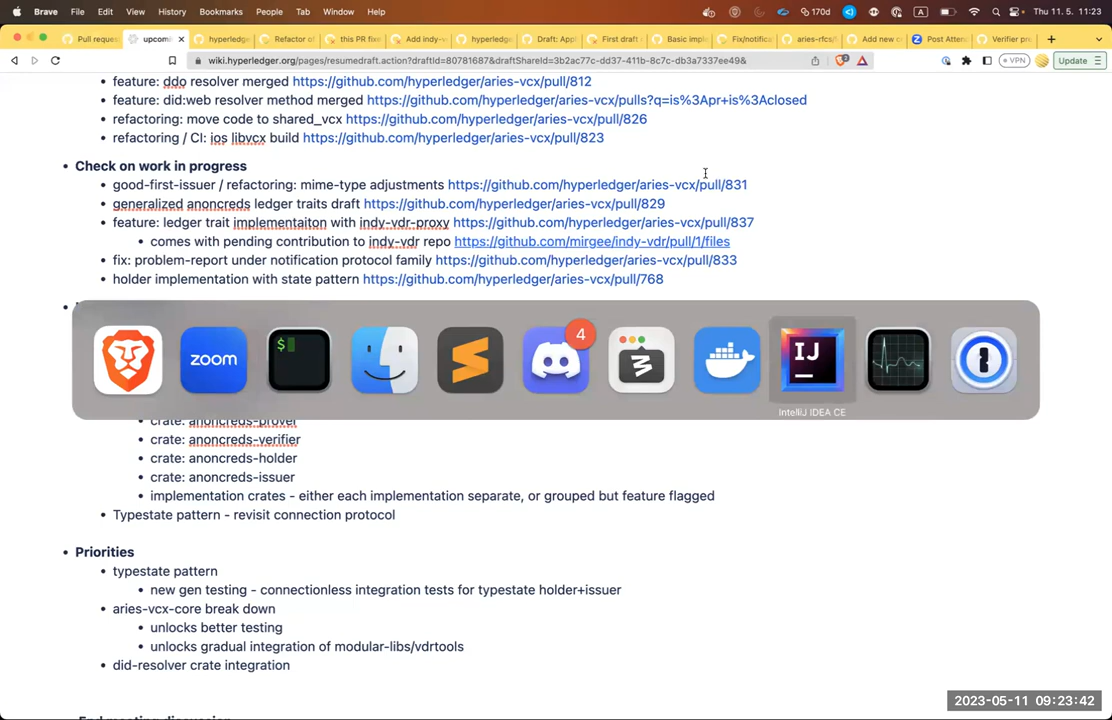 Brave File Edit View History Bookmarks People Tab Window Help 170d A Thu 11. 5. 11:23
Pull reques upcom hyperledge Refactor of this PR fixe Add indy-v hyperledge Draft: App First draft Basic imple Fix/notifica aries-rfcs/ Add new c Post Atten Verifier pre
wiki.hyperledger.org/pages/resumedraft.action?draftId=80781687&draftShareId=3b2ac77c-dd37-411b-8c7c-db3a7337ee49& VPN Update
feature: ddo resolver merged https://github.com/hyperledger/aries-vcx/pull/812
feature: did:web resolver method merged https://github.com/hyperledger/aries-vcx/pulls?q=is%3Apr+is%3Aclosed
refactoring: move code to shared_vcx https://github.com/hyperledger/aries-vcx/pull/826
refactoring / CI: ios libvcx build https://github.com/hyperledger/aries-vcx/pull/823
Check on work in progress
good-first-issuer / refactoring: mime-type adjustments https://github.com/hyperledger/aries-vcx/pull/831
generalized anoncreds ledger traits draft https://github.com/hyperledger/aries-vcx/pull/829
feature: ledger trait implementaiton with indy-vdr-proxy https://github.com/hyperledger/aries-vcx/pull/837
comes with pending contribution to indy-vdr repo https://github.com/mirgee/indy-vdr/pull/1/files
fix: problem-report under notification protocol family https://github.com/hyperledger/aries-vcx/pull/833
holder implementation with state pattern https://github.com/hyperledger/aries-vcx/pull/768
zoom $ 4 IJ
IntelliJ IDEA CE
crate: anoncreds-prover
crate: anoncreds-verifier
crate: anoncreds-holder
crate: anoncreds-issuer
implementation crates - either each implementation separate, or grouped but feature flagged
Typestate pattern - revisit connection protocol
Priorities
typestate pattern
new gen testing - connectionless integration tests for typestate holder+issuer
aries-vcx-core break down
unlocks better testing
unlocks gradual integration of modular-libs/vdrtools
did-resolver crate integration
2023-05-11 09:23:42
End meeting discussion